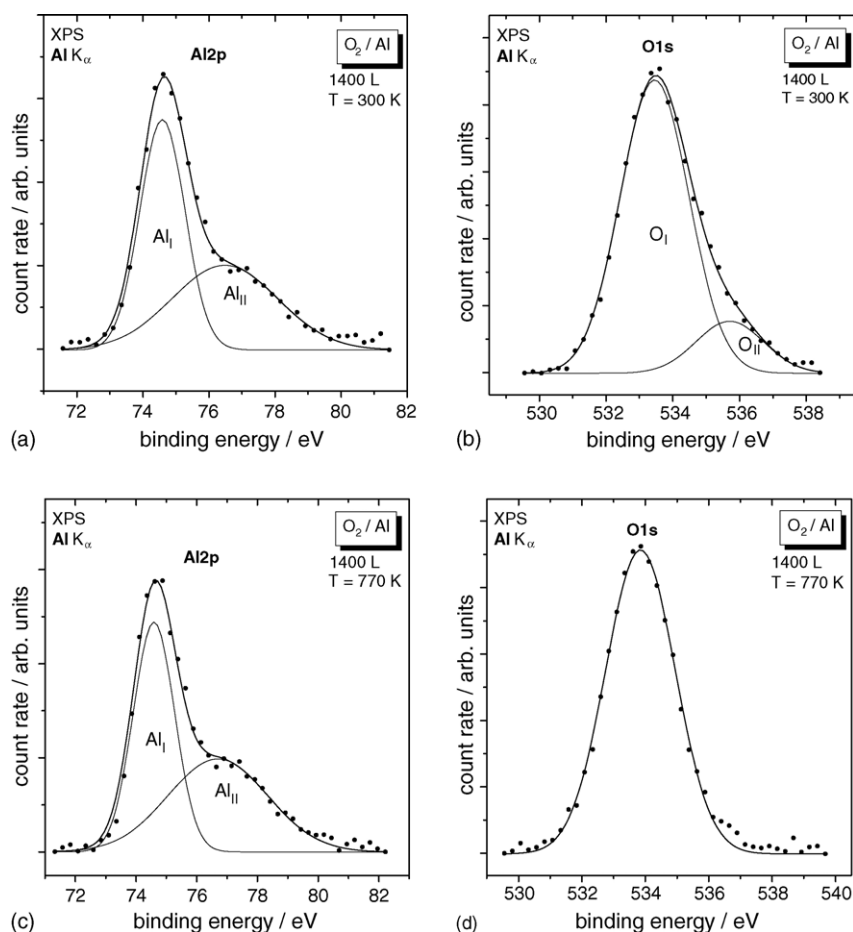 XPS
Al Kα
Al2p
O2 / Al
1400 L
T = 300 K
AlI
AlII
count rate / arb. units
72 74 76 78 80 82
(a)
binding energy / eV
XPS
Al Kα
O1s
O2 / Al
1400 L
T = 300 K
OI
OII
count rate / arb. units
530 532 534 536 538
(b)
binding energy / eV
XPS
Al Kα
Al2p
O2 / Al
1400 L
T = 770 K
AlI
AlII
count rate / arb. units
72 74 76 78 80 82
(c)
binding energy / eV
XPS
Al Kα
O1s
O2 / Al
1400 L
T = 770 K
count rate / arb. units
530 532 534 536 538 540
(d)
binding energy / eV